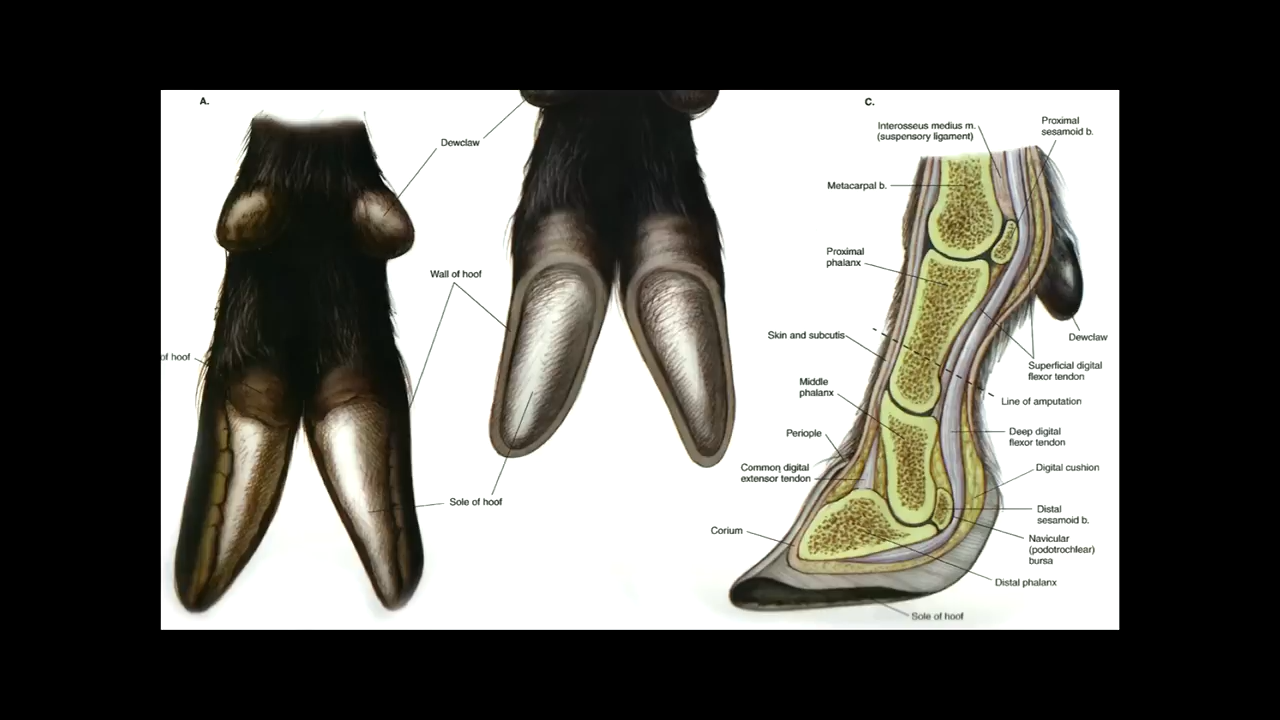 A.
Dewclaw
Wall of hoof
of hoof
Sole of hoof
C.
Interosseus medius m.
(suspensory ligament)
Proximal
sesamoid b.
Metacarpal b.
Proximal
phalanx
Skin and subcutis
Dewclaw
Superficial digital
flexor tendon
Middle
phalanx
Line of amputation
Periople
Deep digital
flexor tendon
Common digital
extensor tendon
Digital cushion
Corium
Distal
sesamoid b.
Navicular
(podotrochlear)
bursa
Distal phalanx
Sole of hoof